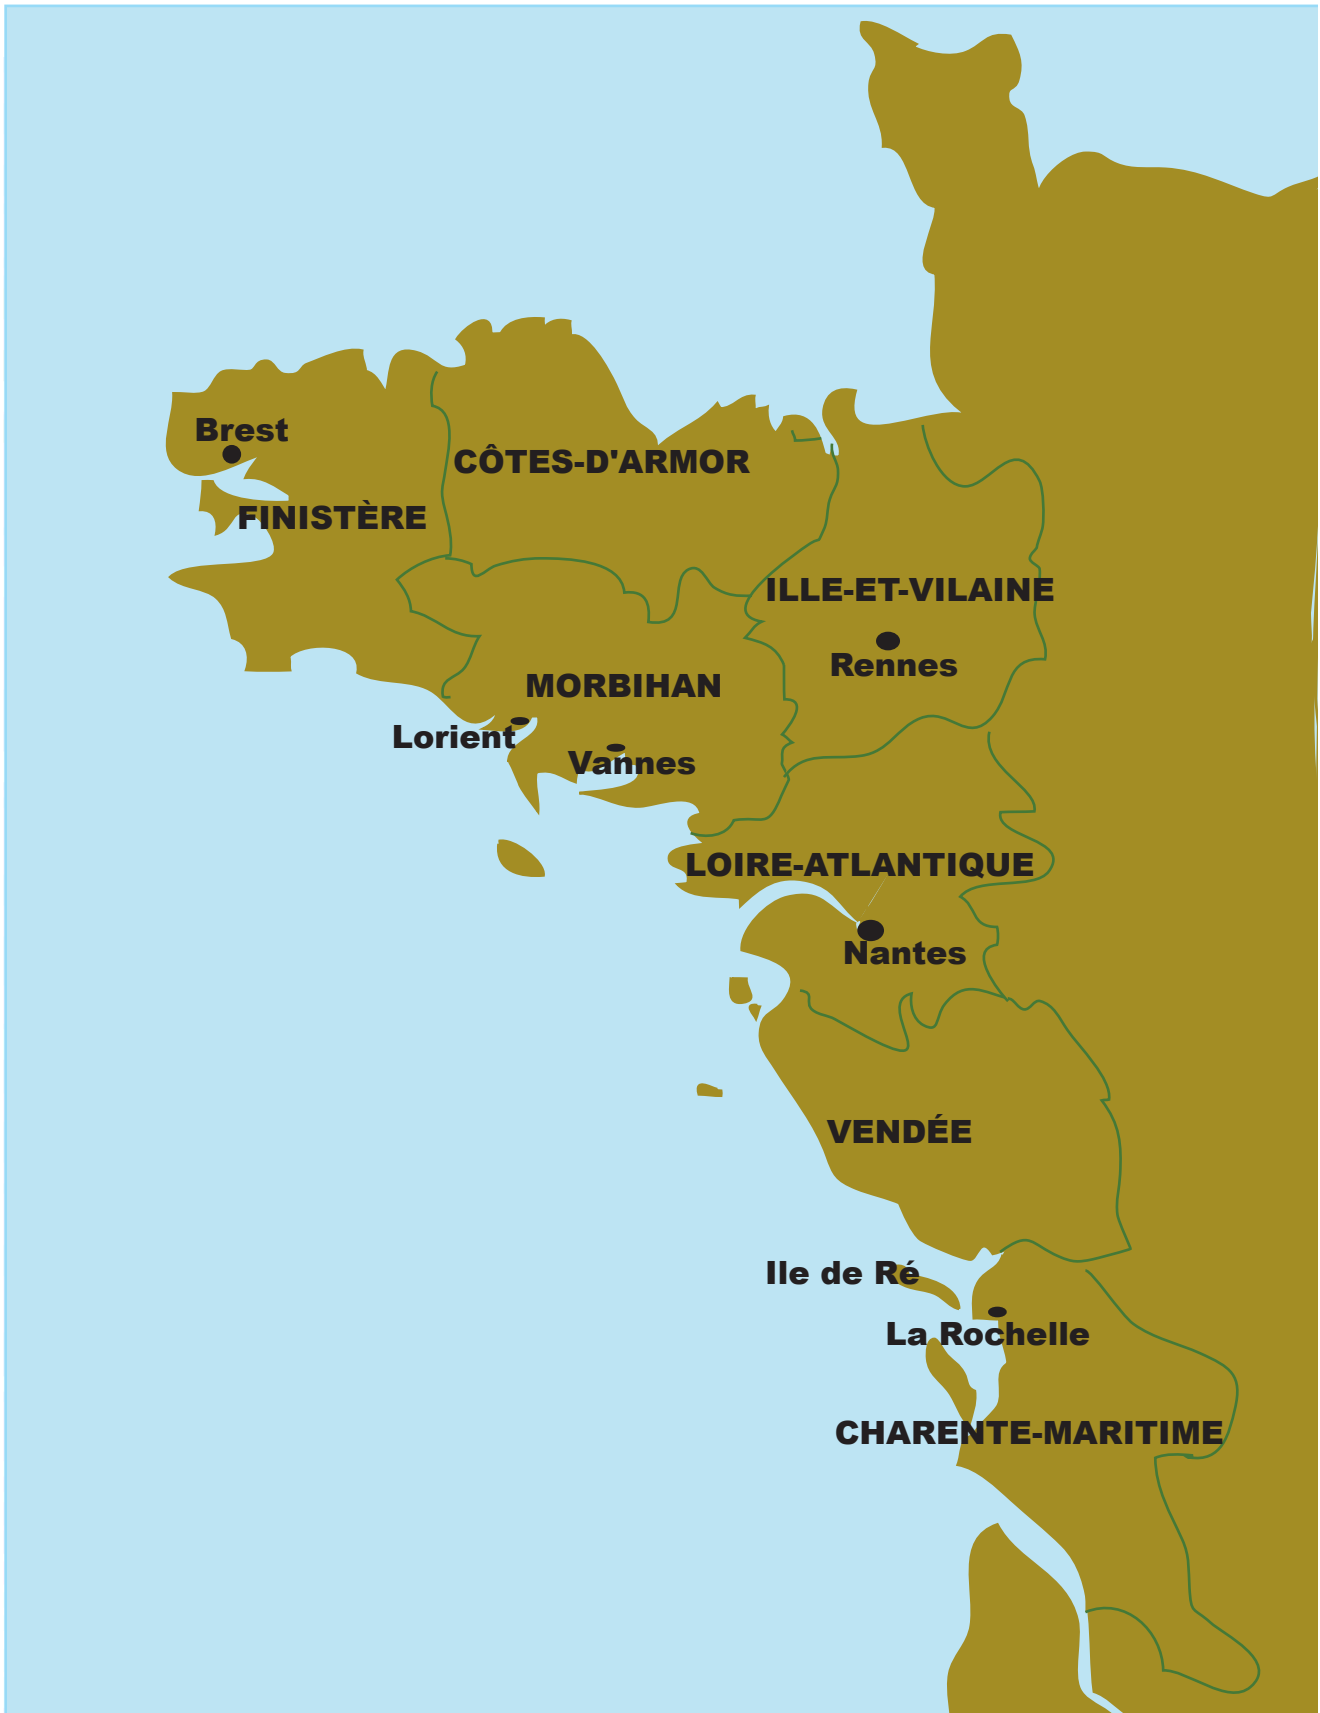 Brest
CÔTES-D'ARMOR
FINISTÈRE
ILLE-ET-VILAINE
Rennes
MORBIHAN
Lorient
Vannes
LOIRE-ATLANTIQUE
Nantes
VENDÉE
Ile de Ré
La Rochelle
CHARENTE-MARITIME